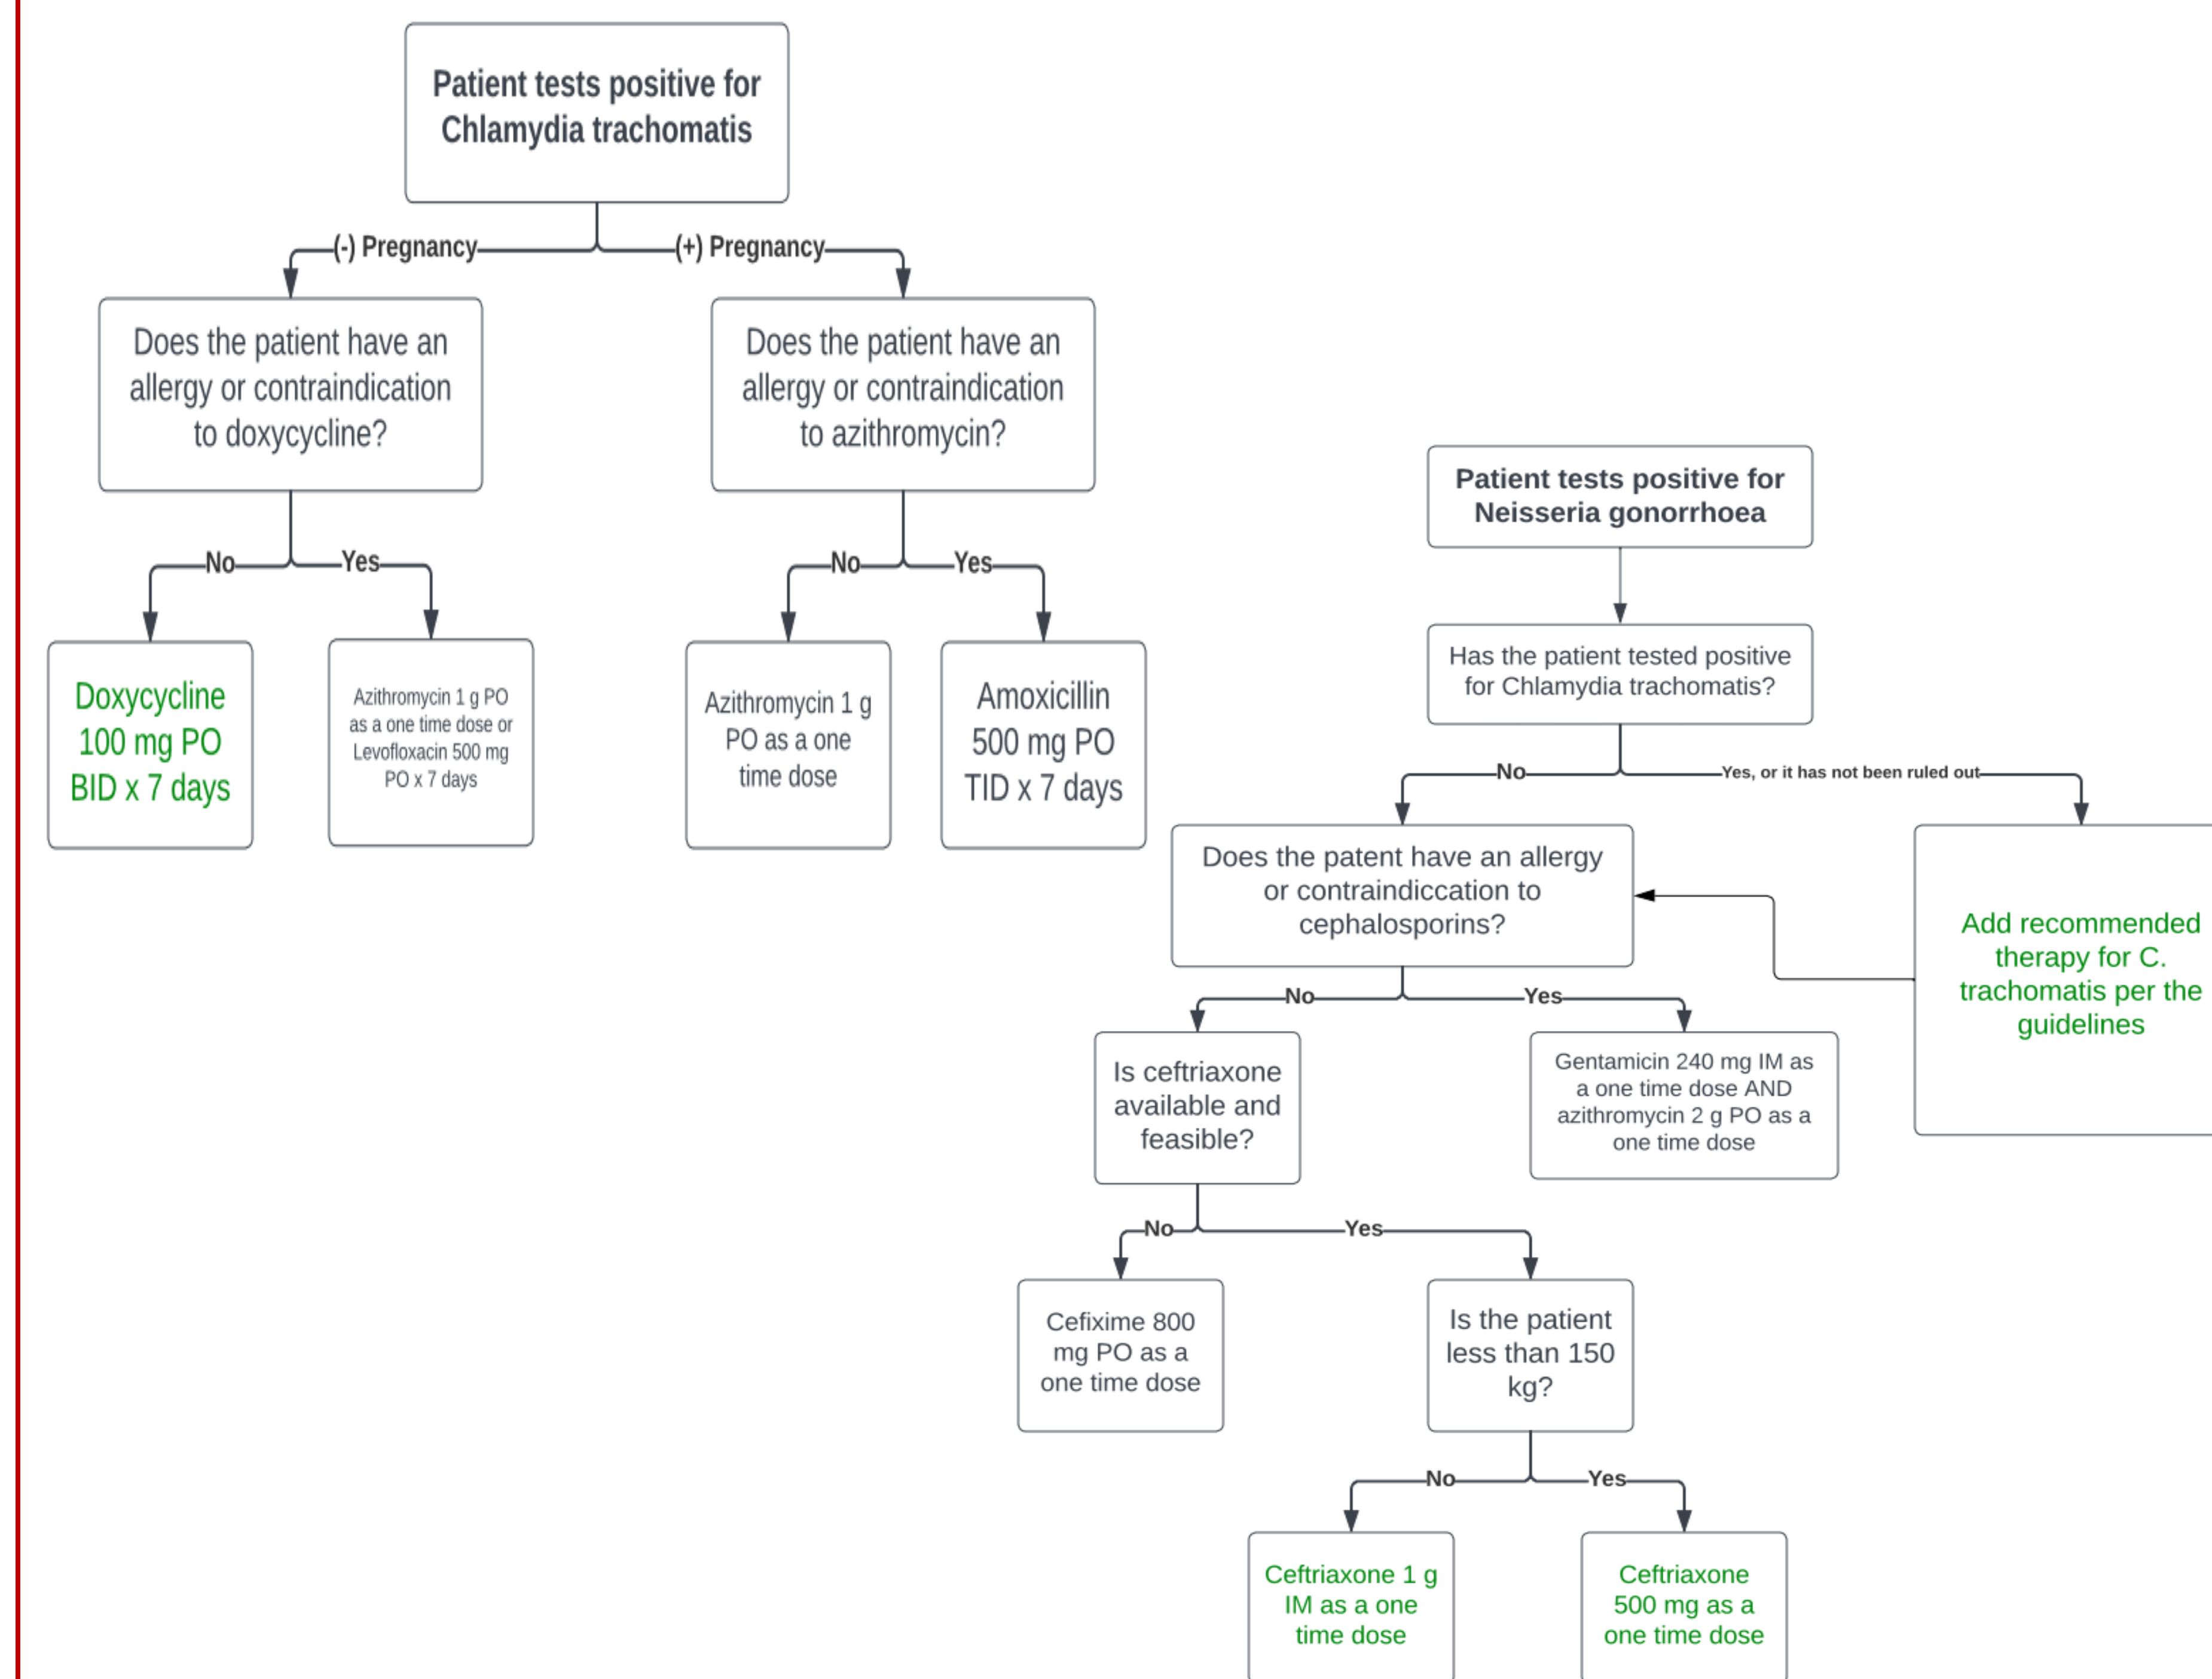 Patient tests positive for
Chlamydia trachomatis
(-) Pregnancy
(+) Pregnancy
Does the patient have an
allergy or contraindication
to doxycycline?
Does the patient have an
allergy or contraindication
to azithromycin?
No
Yes
No
Yes
Doxycycline
100 mg PO
BID x 7 days
Azithromycin 1 g PO
as a one time dose or
Levofloxacin 500 mg
PO x 7 days
Azithromycin 1 g
PO as a one
time dose
Amoxicillin
500 mg PO
TID x 7 days
Patient tests positive for
Neisseria gonorrhoea
Has the patient tested positive
for Chlamydia trachomatis?
No
Yes, or it has not been ruled out
Does the patent have an allergy
or contraindiccation to
cephalosporins?
Add recommended
therapy for C.
trachomatis per the
guidelines
No
Yes
Is ceftriaxone
available and
feasible?
Gentamicin 240 mg IM as
a one time dose AND
azithromycin 2 g PO as a
one time dose
No
Yes
Cefixime 800
mg PO as a
one time dose
Is the patient
less than 150
kg?
No
Yes
Ceftriaxone 1 g
IM as a one
time dose
Ceftriaxone
500 mg as a
one time dose